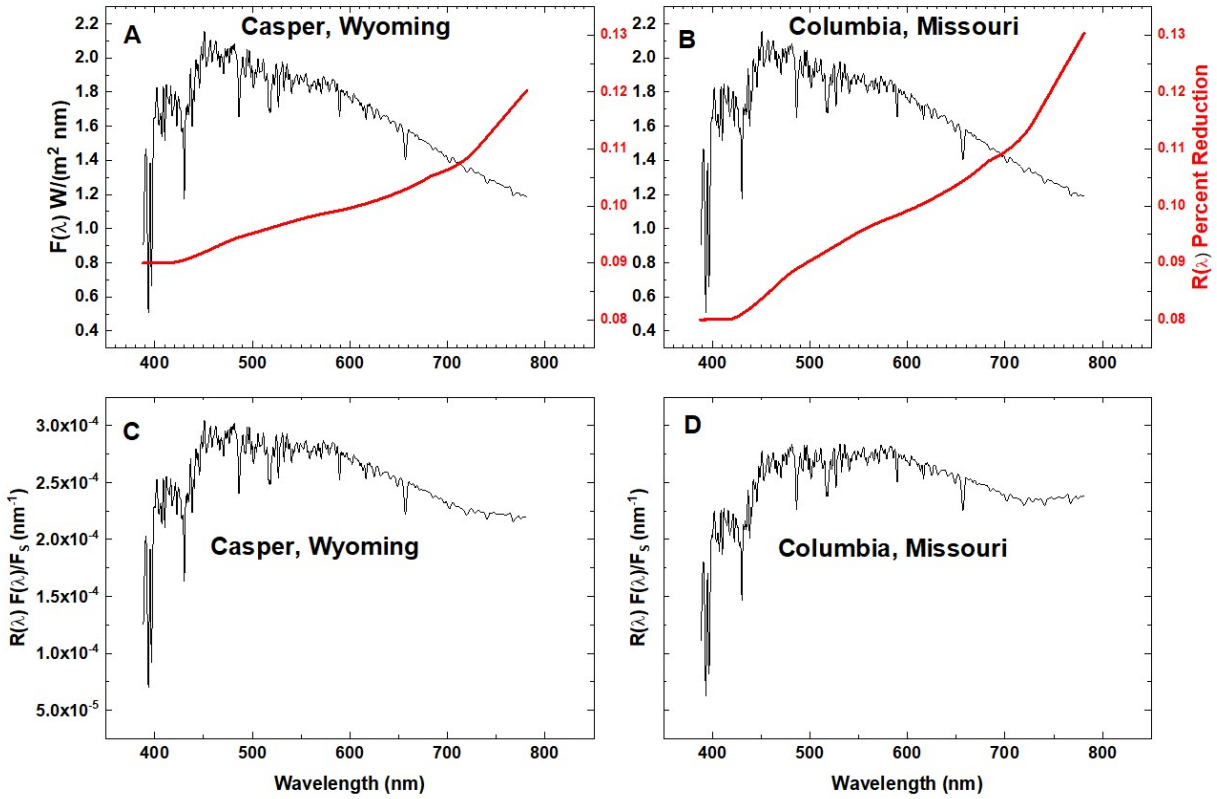 Casper, Wyoming
A
2.2
2.0
1.8
1.6
1.4
1.2
1.0
0.8
0.6
0.4
F(λ) W/(m² nm)
0.13
0.12
0.11
0.10
0.09
0.08
400 500 600 700 800
Columbia, Missouri
B
2.2
2.0
1.8
1.6
1.4
1.2
1.0
0.8
0.6
0.4
0.13
0.12
0.11
0.10
0.09
0.08
R(λ) Percent Reduction
400 500 600 700 800
C
3.0x10⁻⁴
2.5x10⁻⁴
2.0x10⁻⁴
1.5x10⁻⁴
1.0x10⁻⁴
5.0x10⁻⁵
R(λ) F(λ)/F_S (nm⁻¹)
Casper, Wyoming
400 500 600 700 800
Wavelength (nm)
D
R(λ) F(λ)/F_S (nm⁻¹)
Columbia, Missouri
400 500 600 700 800
Wavelength (nm)